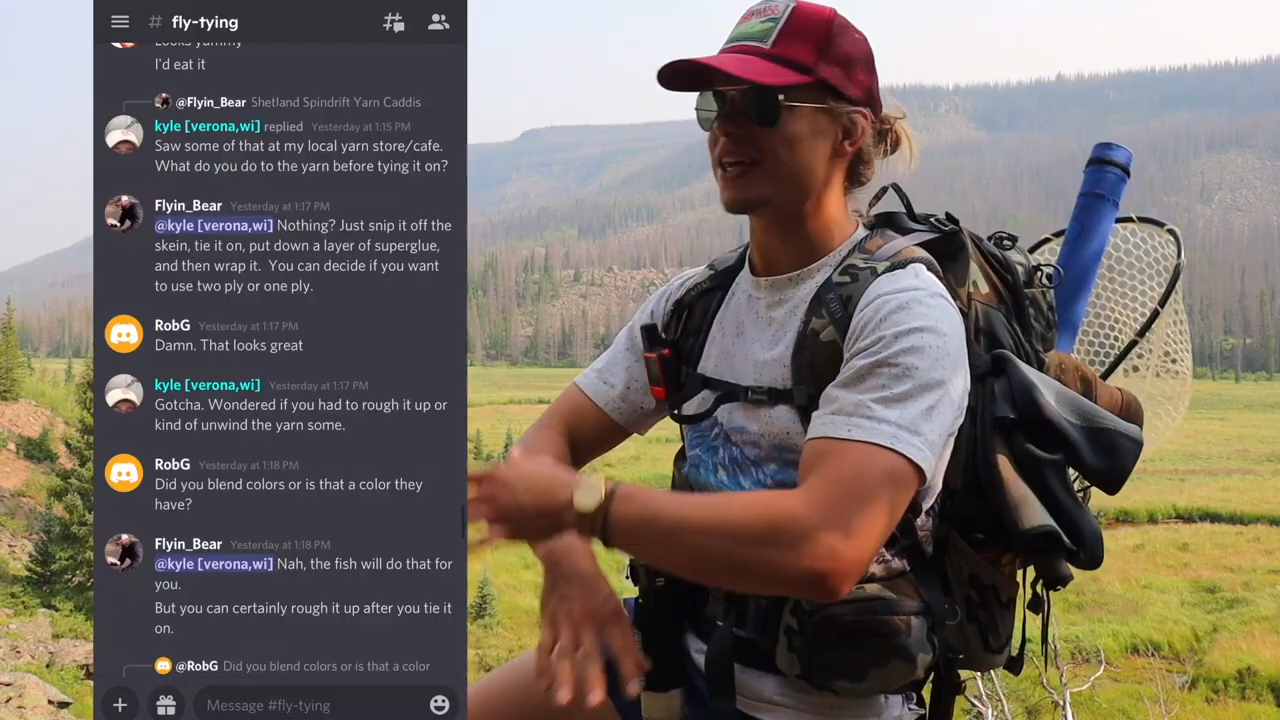 # fly-tying
Looks yummy
I'd eat it
@Flyin_Bear Shetland Spindrift Yarn Caddis
kyle [verona,wi] replied Yesterday at 1:15 PM
Saw some of that at my local yarn store/cafe.
What do you do to the yarn before tying it on?
Flyin_Bear Yesterday at 1:17 PM
@kyle [verona,wi] Nothing? Just snip it off the
skein, tie it on, put down a layer of superglue,
and then wrap it. You can decide if you want
to use two ply or one ply.
RobG Yesterday at 1:17 PM
Damn. That looks great
kyle [verona,wi] Yesterday at 1:17 PM
Gotcha. Wondered if you had to rough it up or
kind of unwind the yarn some.
RobG Yesterday at 1:18 PM
Did you blend colors or is that a color they
have?
Flyin_Bear Yesterday at 1:18 PM
@kyle [verona,wi] Nah, the fish will do that for
you.
But you can certainly rough it up after you tie it
on.
@RobG Did you blend colors or is that a color
Message #fly-tying